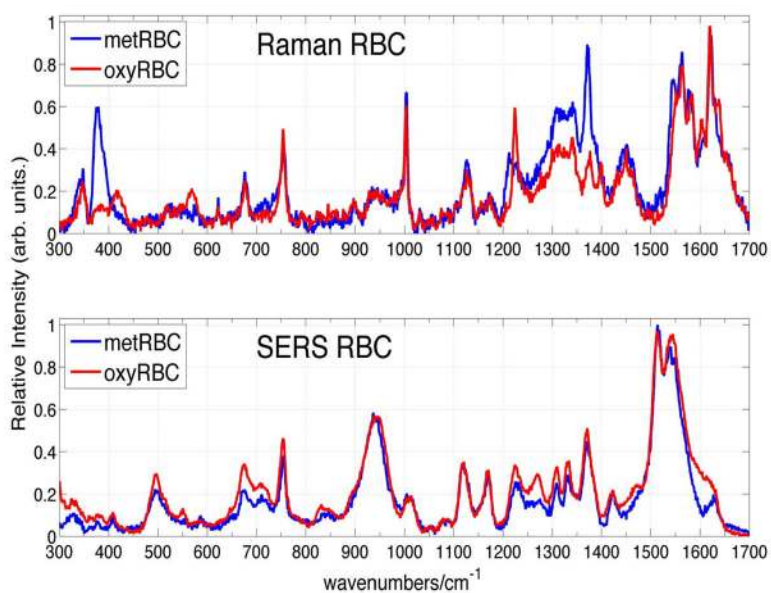 Raman RBC
metRBC
oxyRBC
1
0.8
0.6
0.4
0.2
0
300 400 500 600 700 800 900 1000 1100 1200 1300 1400 1500 1600 1700
Relative Intensity (arb. units.)
SERS RBC
metRBC
oxyRBC
1
0.8
0.6
0.4
0.2
0
300 400 500 600 700 800 900 1000 1100 1200 1300 1400 1500 1600 1700
wavenumbers/cm⁻¹